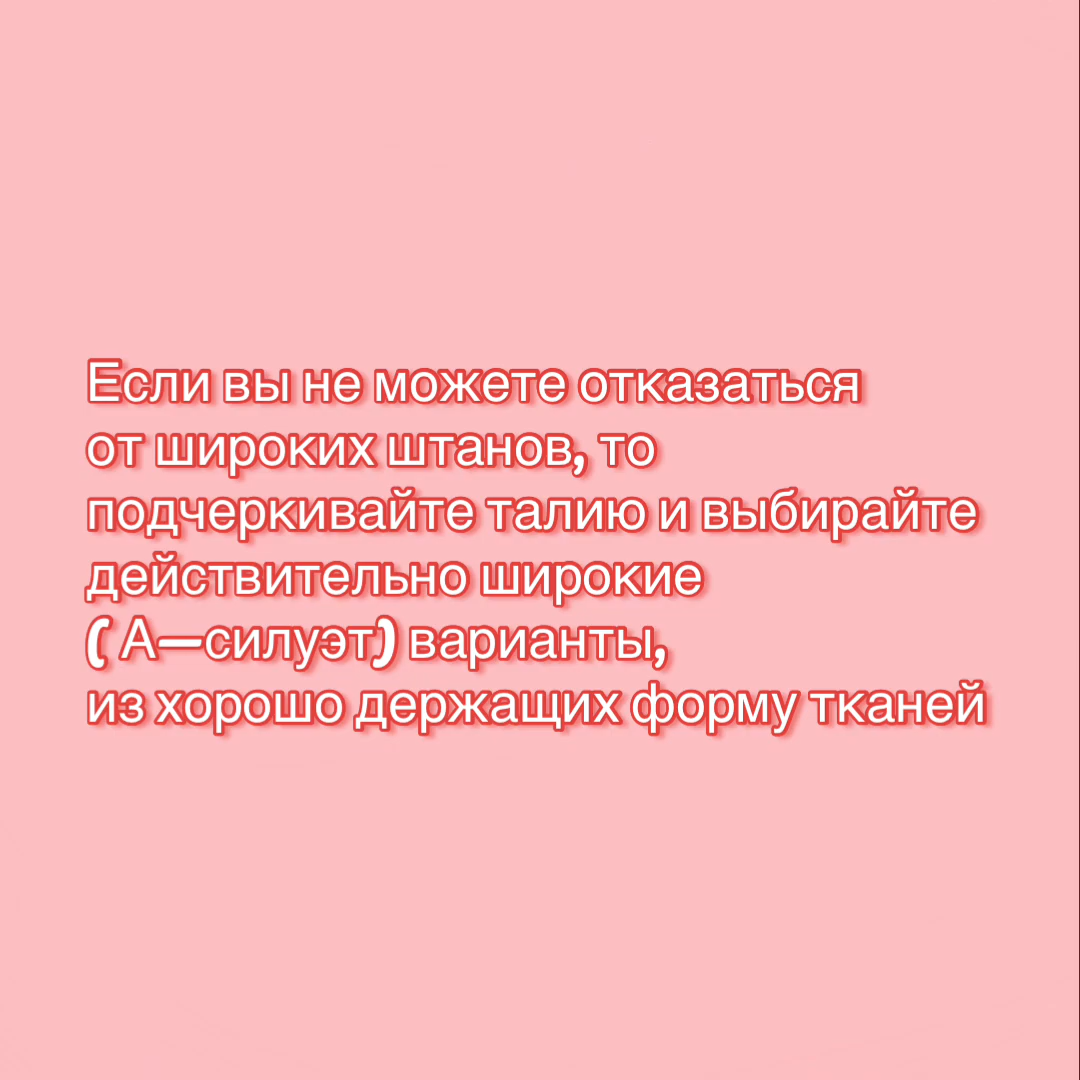 Если вы не можете отказаться
от широких штанов, то
подчеркивайте талию и выбирайте
действительно широкие
( А—силуэт) варианты,
из хорошо держащих форму тканей